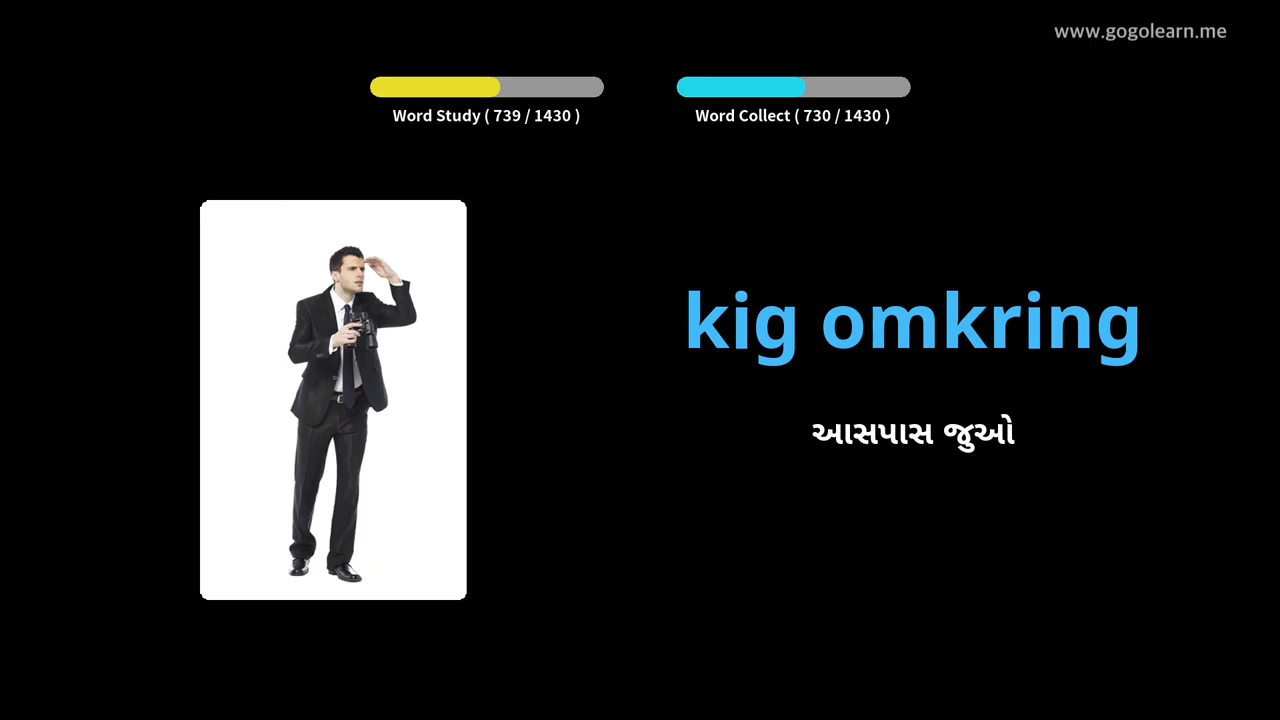 www.gogolearn.me
Word Study ( 739 / 1430 )
Word Collect ( 730 / 1430 )
kig omkring
આસપાસ જુઓ